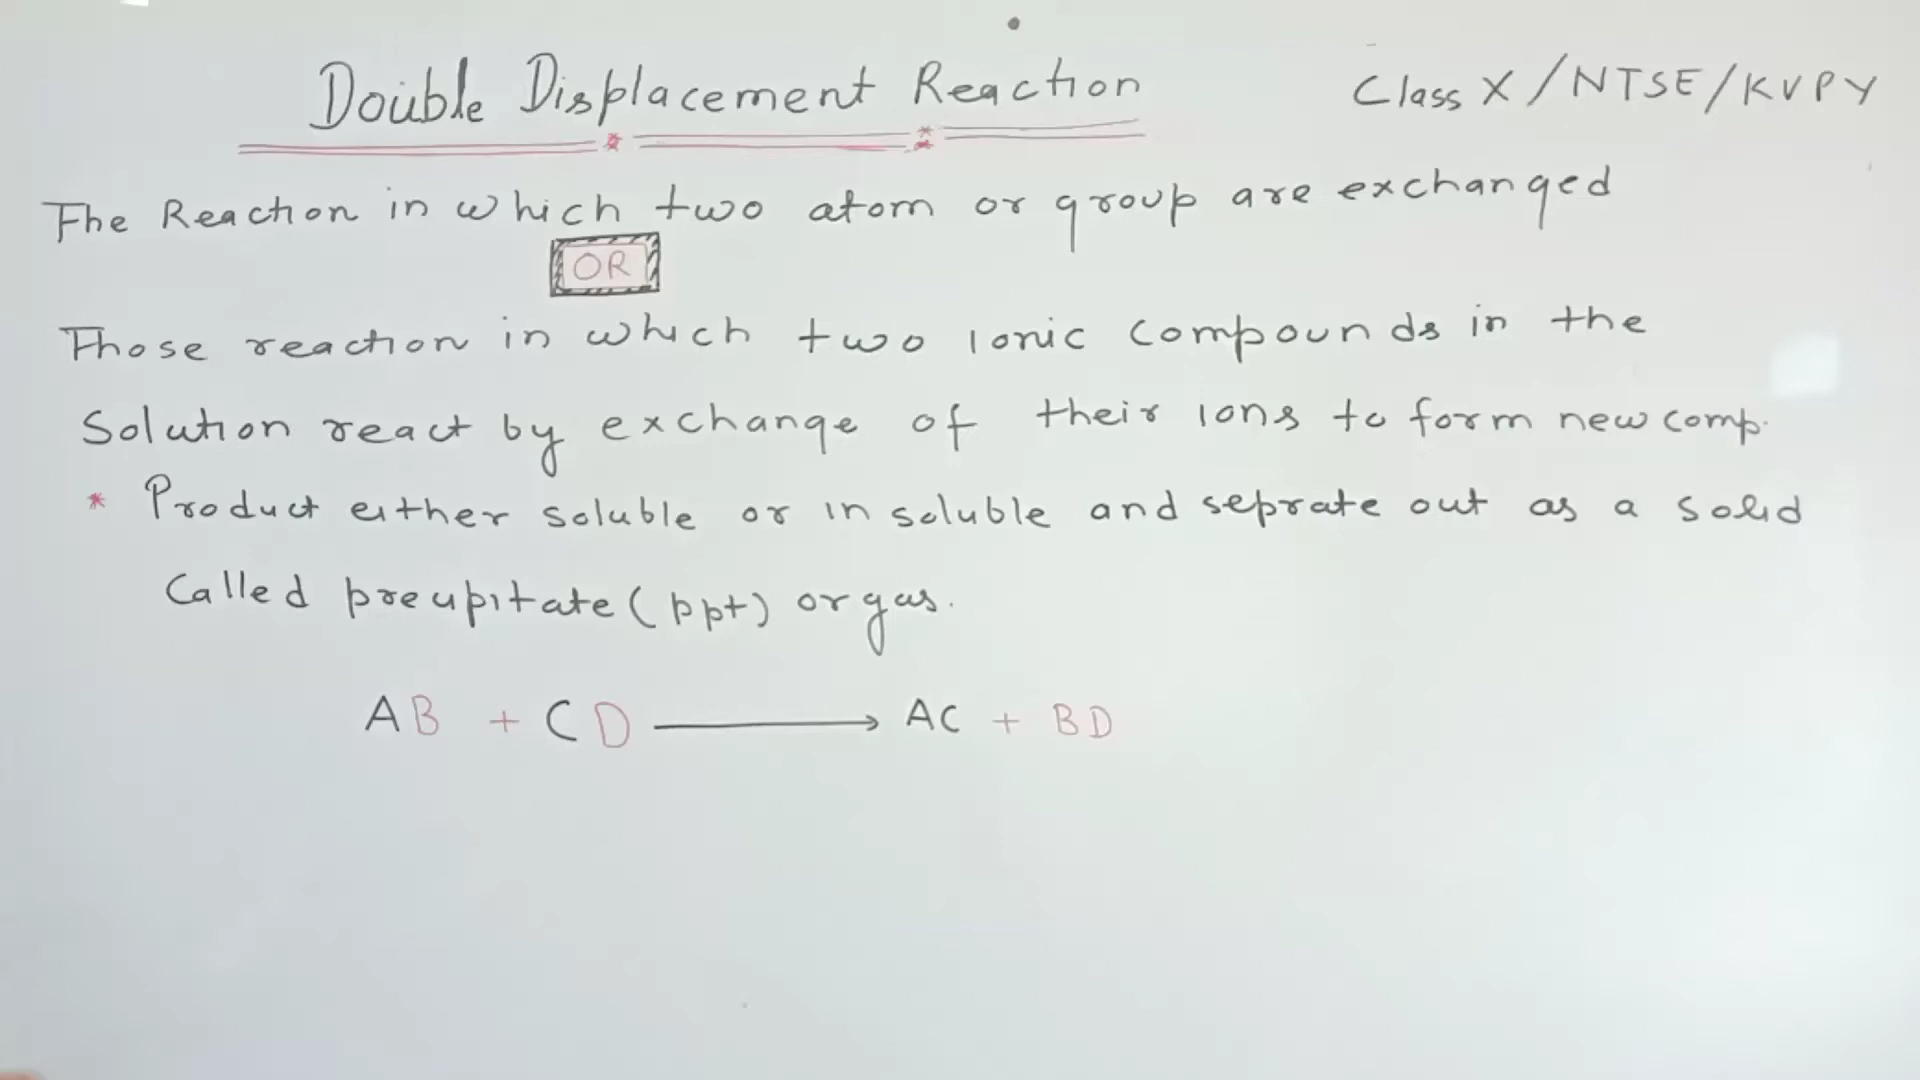 Double Displacement Reaction
Class X / NTSE / KVPY
The Reaction in which two atom or group are exchanged
OR
Those reaction in which two Ionic Compounds in the
Solution react by exchange of their Ions to form new comp.
* Product either soluble or insoluble and seprate out as a solid
Called precipitate (ppt) or gas.
AB + CD ⟶ AC + BD